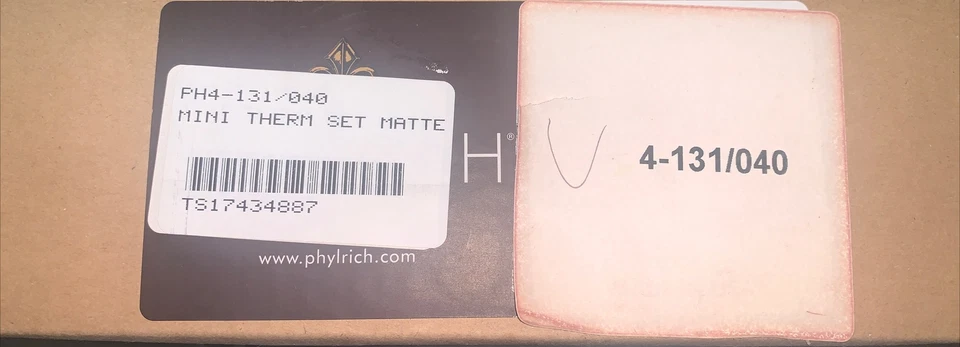 PH4-131/040
MINI THERM SET MATTE
TS17434887
H®
www.phylrich.com
4-131/040